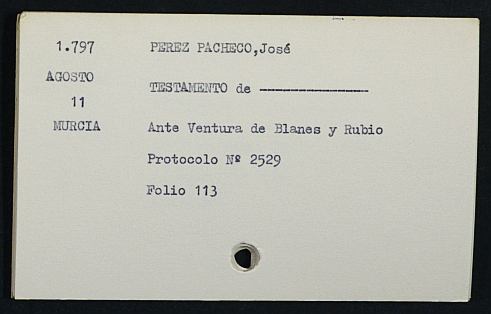 1.797 PEREZ PACHECO,José
AGOSTO
TESTAMENTO de ------------------
11
MURCIA Ante Ventura de Blanes y Rubio
Protocolo Nº 2529
Folio 113